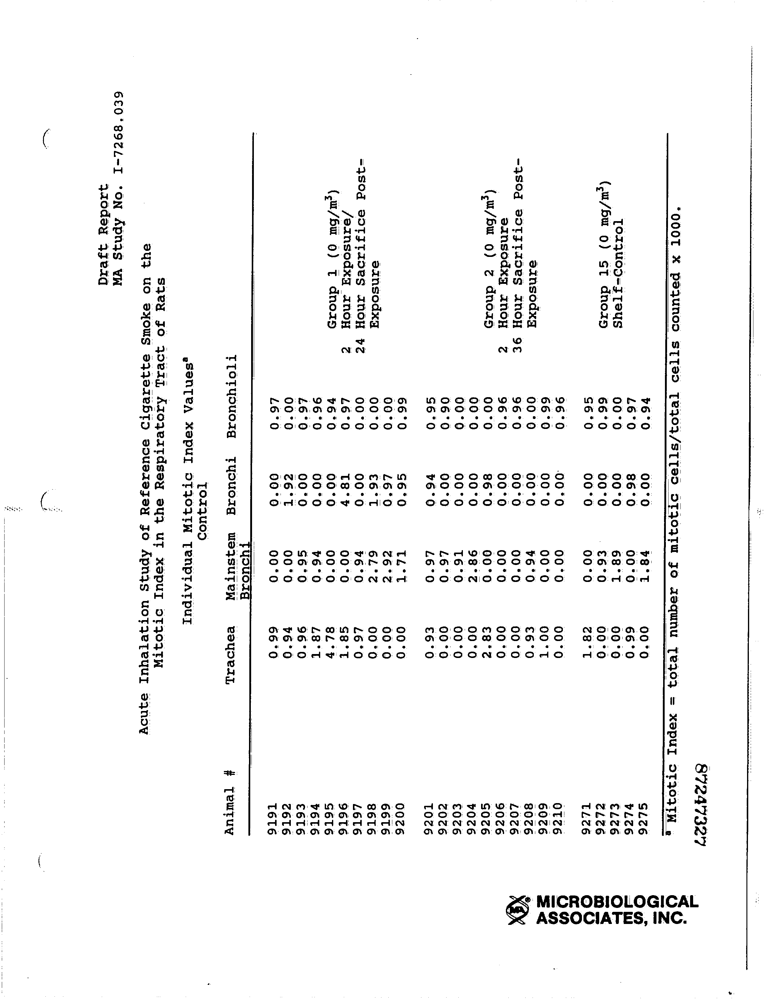 Draft Report
MA Study No. I-7268.039
Acute Inhalation Study of Reference Cigarette Smoke on the
Mitotic Index in the Respiratory Tract of Rats
Individual Mitotic Index Valuesª
Control
Animal # Trachea Mainstem Bronchi Bronchioli
Bronchi
9191 0.99 0.00 0.00 0.97
9192 0.94 0.00 1.92 0.00
9193 0.96 0.95 0.00 0.97
9194 1.87 0.94 0.00 0.96
9195 4.78 0.00 0.00 0.94 Group 1 (0 mg/m³)
9196 1.85 0.00 4.81 0.97 2 Hour Exposure/
9197 0.97 0.94 0.00 0.00 24 Hour Sacrifice Post-
9198 0.00 2.79 1.93 0.00 Exposure
9199 0.00 2.92 0.97 0.00
9200 0.00 1.71 0.95 0.99
9201 0.93 0.97 0.94 0.95
9202 0.00 0.97 0.00 0.90
9203 0.00 0.91 0.00 0.00
9204 0.00 2.86 0.00 0.00
9205 2.83 0.00 0.98 0.00 Group 2 (0 mg/m³)
9206 0.00 0.00 0.00 0.96 2 Hour Exposure
9207 0.00 0.00 0.00 0.96 36 Hour Sacrifice Post-
9208 0.93 0.94 0.00 0.00 Exposure
9209 1.00 0.00 0.00 0.99
9210 0.00 0.00 0.00 0.96
9271 1.82 0.00 0.00 0.95
9272 0.00 0.93 0.00 0.99 Group 15 (0 mg/m³)
9273 0.00 1.89 0.00 0.00 Shelf-Control
9274 0.99 0.00 0.98 0.97
9275 0.00 1.84 0.00 0.94
ª Mitotic Index = total number of mitotic cells/total cells counted x 1000.
87247327
MA
MICROBIOLOGICAL
ASSOCIATES, INC.